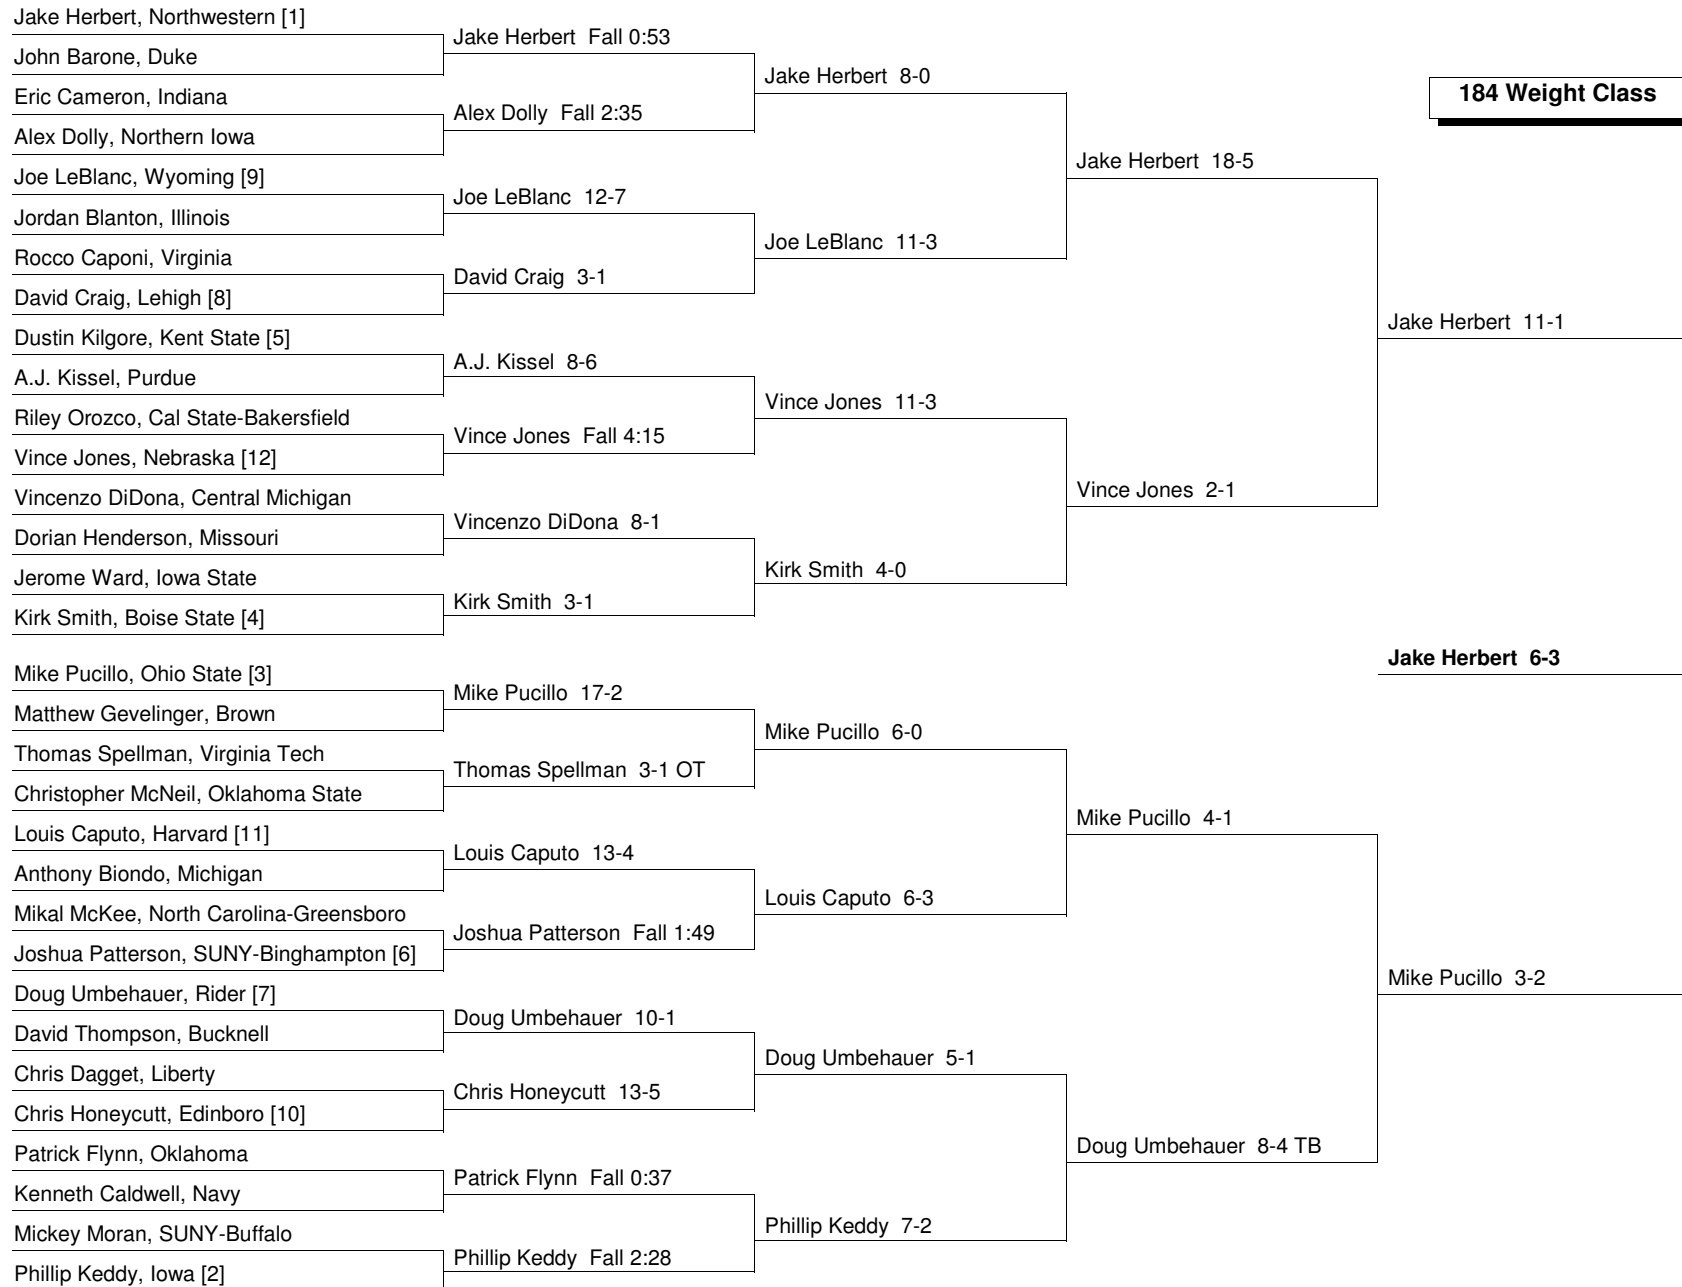 Jake Herbert, Northwestern [1]
John Barone, Duke
Eric Cameron, Indiana
Alex Dolly, Northern Iowa
Joe LeBlanc, Wyoming [9]
Jordan Blanton, Illinois
Rocco Caponi, Virginia
David Craig, Lehigh [8]
Dustin Kilgore, Kent State [5]
A.J. Kissel, Purdue
Riley Orozco, Cal State-Bakersfield
Vince Jones, Nebraska [12]
Vincenzo DiDona, Central Michigan
Dorian Henderson, Missouri
Jerome Ward, Iowa State
Kirk Smith, Boise State [4]
Mike Pucillo, Ohio State [3]
Matthew Gevelinger, Brown
Thomas Spellman, Virginia Tech
Christopher McNeil, Oklahoma State
Louis Caputo, Harvard [11]
Anthony Biondo, Michigan
Mikal McKee, North Carolina-Greensboro
Joshua Patterson, SUNY-Binghampton [6]
Doug Umbehauer, Rider [7]
David Thompson, Bucknell
Chris Dagget, Liberty
Chris Honeycutt, Edinboro [10]
Patrick Flynn, Oklahoma
Kenneth Caldwell, Navy
Mickey Moran, SUNY-Buffalo
Phillip Keddy, Iowa [2]
Jake Herbert Fall 0:53
Alex Dolly Fall 2:35
Joe LeBlanc 12-7
David Craig 3-1
A.J. Kissel 8-6
Vince Jones Fall 4:15
Vincenzo DiDona 8-1
Kirk Smith 3-1
Mike Pucillo 17-2
Thomas Spellman 3-1 OT
Louis Caputo 13-4
Joshua Patterson Fall 1:49
Doug Umbehauer 10-1
Chris Honeycutt 13-5
Patrick Flynn Fall 0:37
Phillip Keddy Fall 2:28
Jake Herbert 8-0
Joe LeBlanc 11-3
Vince Jones 11-3
Kirk Smith 4-0
Mike Pucillo 6-0
Louis Caputo 6-3
Doug Umbehauer 5-1
Phillip Keddy 7-2
Jake Herbert 18-5
Vince Jones 2-1
Mike Pucillo 4-1
Doug Umbehauer 8-4 TB
184 Weight Class
Jake Herbert 11-1
Jake Herbert 6-3
Mike Pucillo 3-2